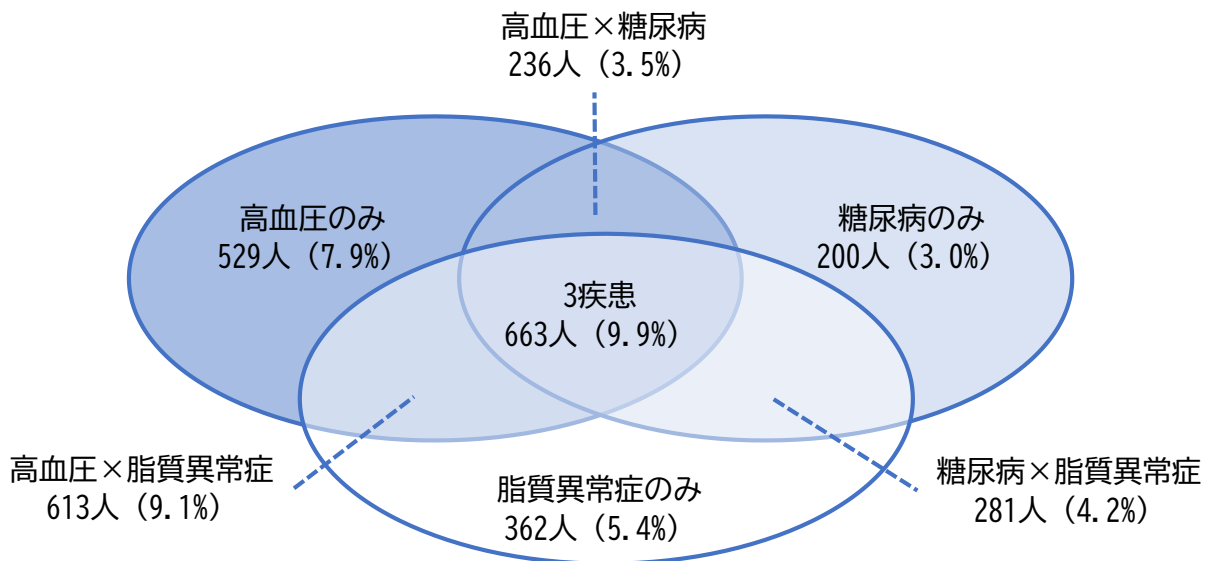 高血圧×糖尿病
236人（3.5%）
高血圧のみ
529人（7.9%）
糖尿病のみ
200人（3.0%）
3疾患
663人（9.9%）
高血圧×脂質異常症
613人（9.1%）
脂質異常症のみ
362人（5.4%）
糖尿病×脂質異常症
281人（4.2%）